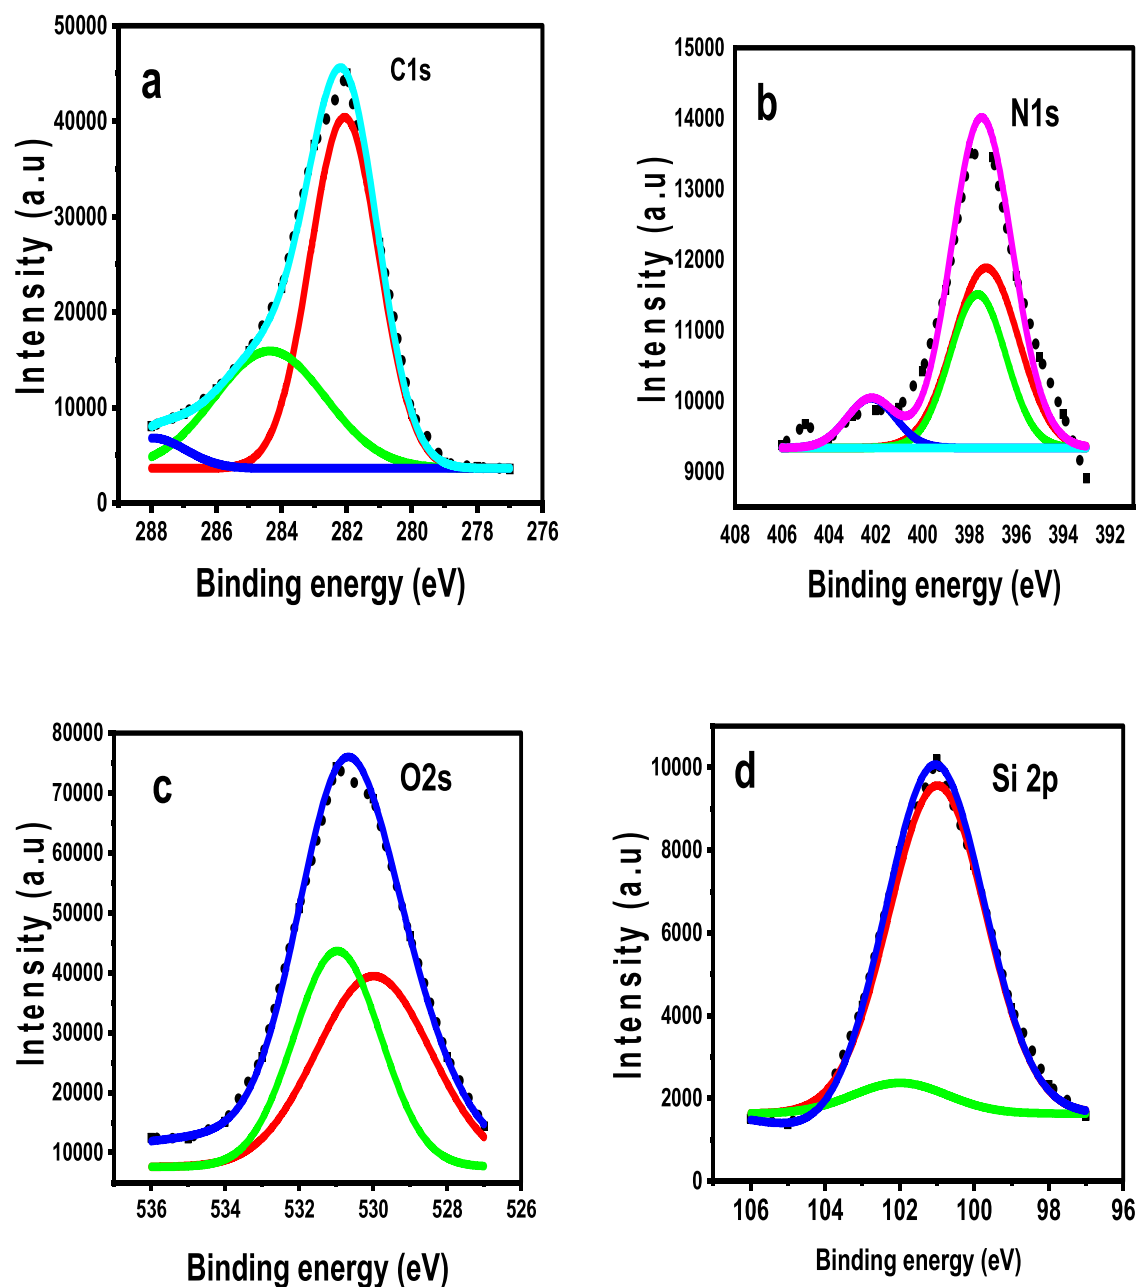 50000
40000
30000
20000
10000
0
a
C1s
Intensity (a.u)
288 286 284 282 280 278 276
Binding energy (eV)
15000
14000
13000
12000
11000
10000
9000
b
N1s
Intensity (a.u)
408 406 404 402 400 398 396 394 392
Binding energy (eV)
80000
70000
60000
50000
40000
30000
20000
10000
c
O2s
Intensity (a.u)
536 534 532 530 528 526
Binding energy (eV)
10000
8000
6000
4000
2000
0
d
Si 2p
Intensity (a.u)
106 104 102 100 98 96
Binding energy (eV)